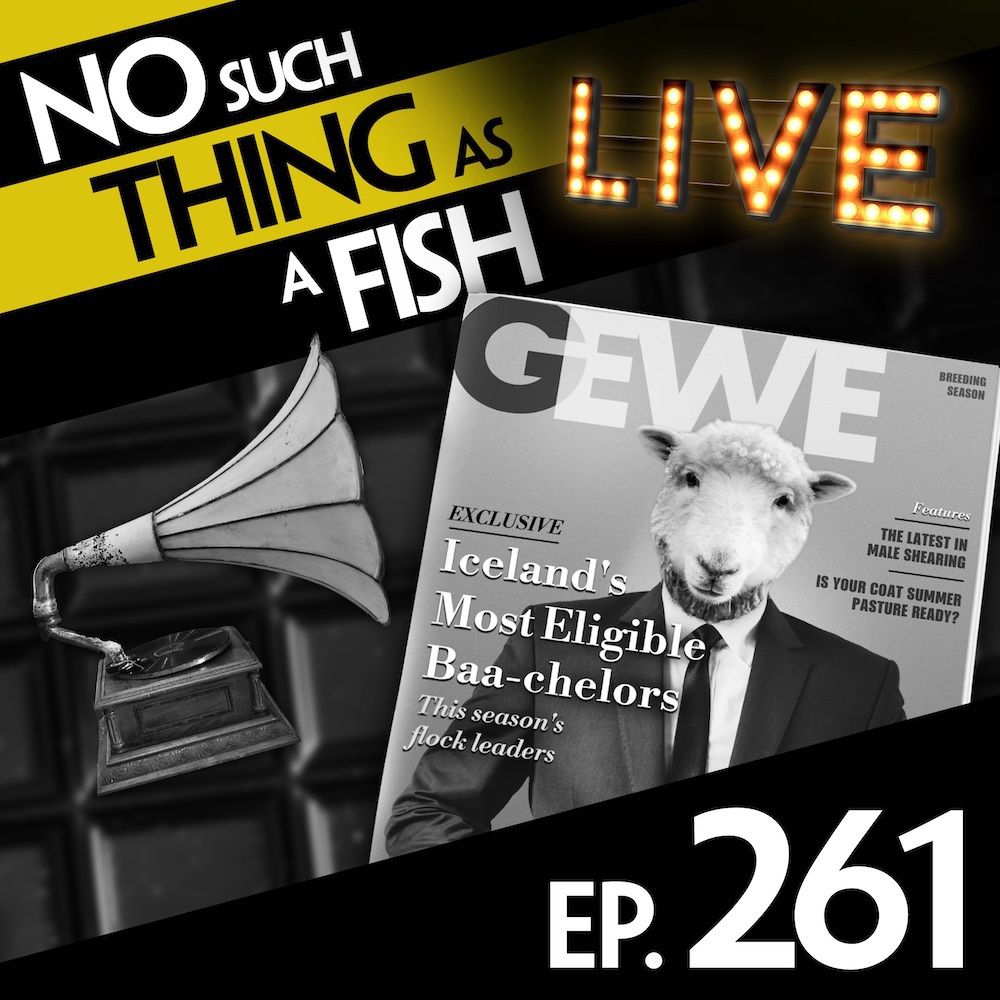 NO SUCH
THING AS
A FISH
LIVE
GEWE
BREEDING
SEASON
EXCLUSIVE
Iceland's
Most Eligible
Baa-chelors
This season's
flock leaders
Features
THE LATEST IN
MALE SHEARING
IS YOUR COAT SUMMER
PASTURE READY?
EP. 261